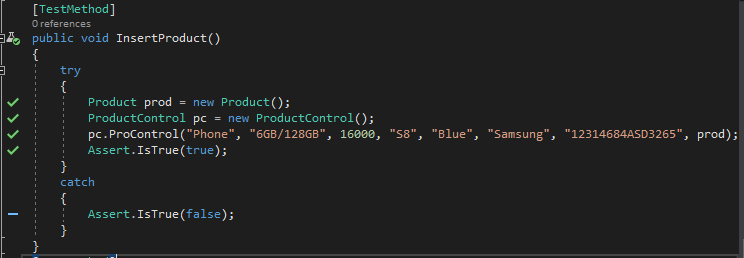 [TestMethod]
0 references
public void InsertProduct()
{
try
{
Product prod = new Product();
ProductControl pc = new ProductControl();
pc.ProControl("Phone", "6GB/128GB", 16000, "S8", "Blue", "Samsung", "12314684ASD3265", prod);
Assert.IsTrue(true);
}
catch
{
Assert.IsTrue(false);
}
}